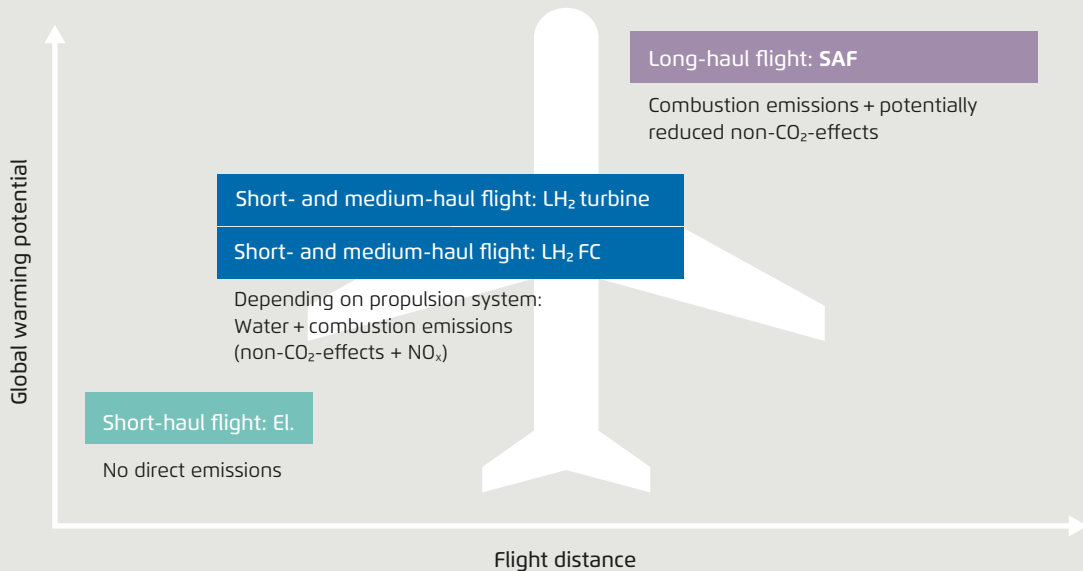 Global warming potential
Long-haul flight: SAF
Combustion emissions + potentially
reduced non-CO₂-effects
Short- and medium-haul flight: LH₂ turbine
Short- and medium-haul flight: LH₂ FC
Depending on propulsion system:
Water + combustion emissions
(non-CO₂-effects + NOₓ)
Short-haul flight: El.
No direct emissions
Flight distance